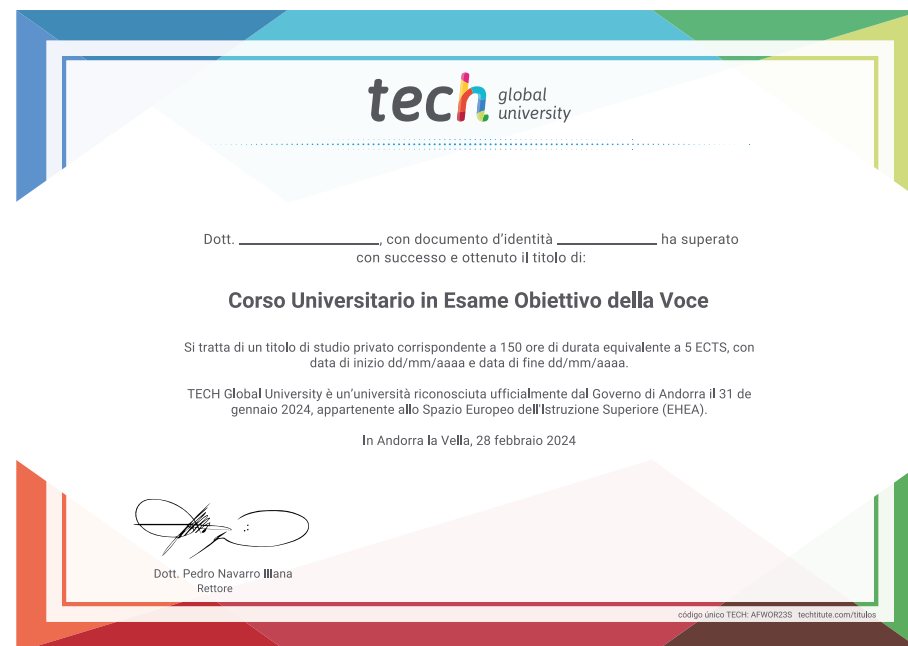 tech global university
Dott. ____________, con documento d'identità ____________ ha superato
con successo e ottenuto il titolo di:
Corso Universitario in Esame Obiettivo della Voce
Si tratta di un titolo di studio privato corrispondente a 150 ore di durata equivalente a 5 ECTS, con
data di inizio dd/mm/aaaa e data di fine dd/mm/aaaa.
TECH Global University è un'università riconosciuta ufficialmente dal Governo di Andorra il 31 de
gennaio 2024, appartenente allo Spazio Europeo dell'Istruzione Superiore (EHEA).
In Andorra la Vella, 28 febbraio 2024
Dott. Pedro Navarro Illana
Rettore
código único TECH: AFWOR23S techtitute.com/titulos